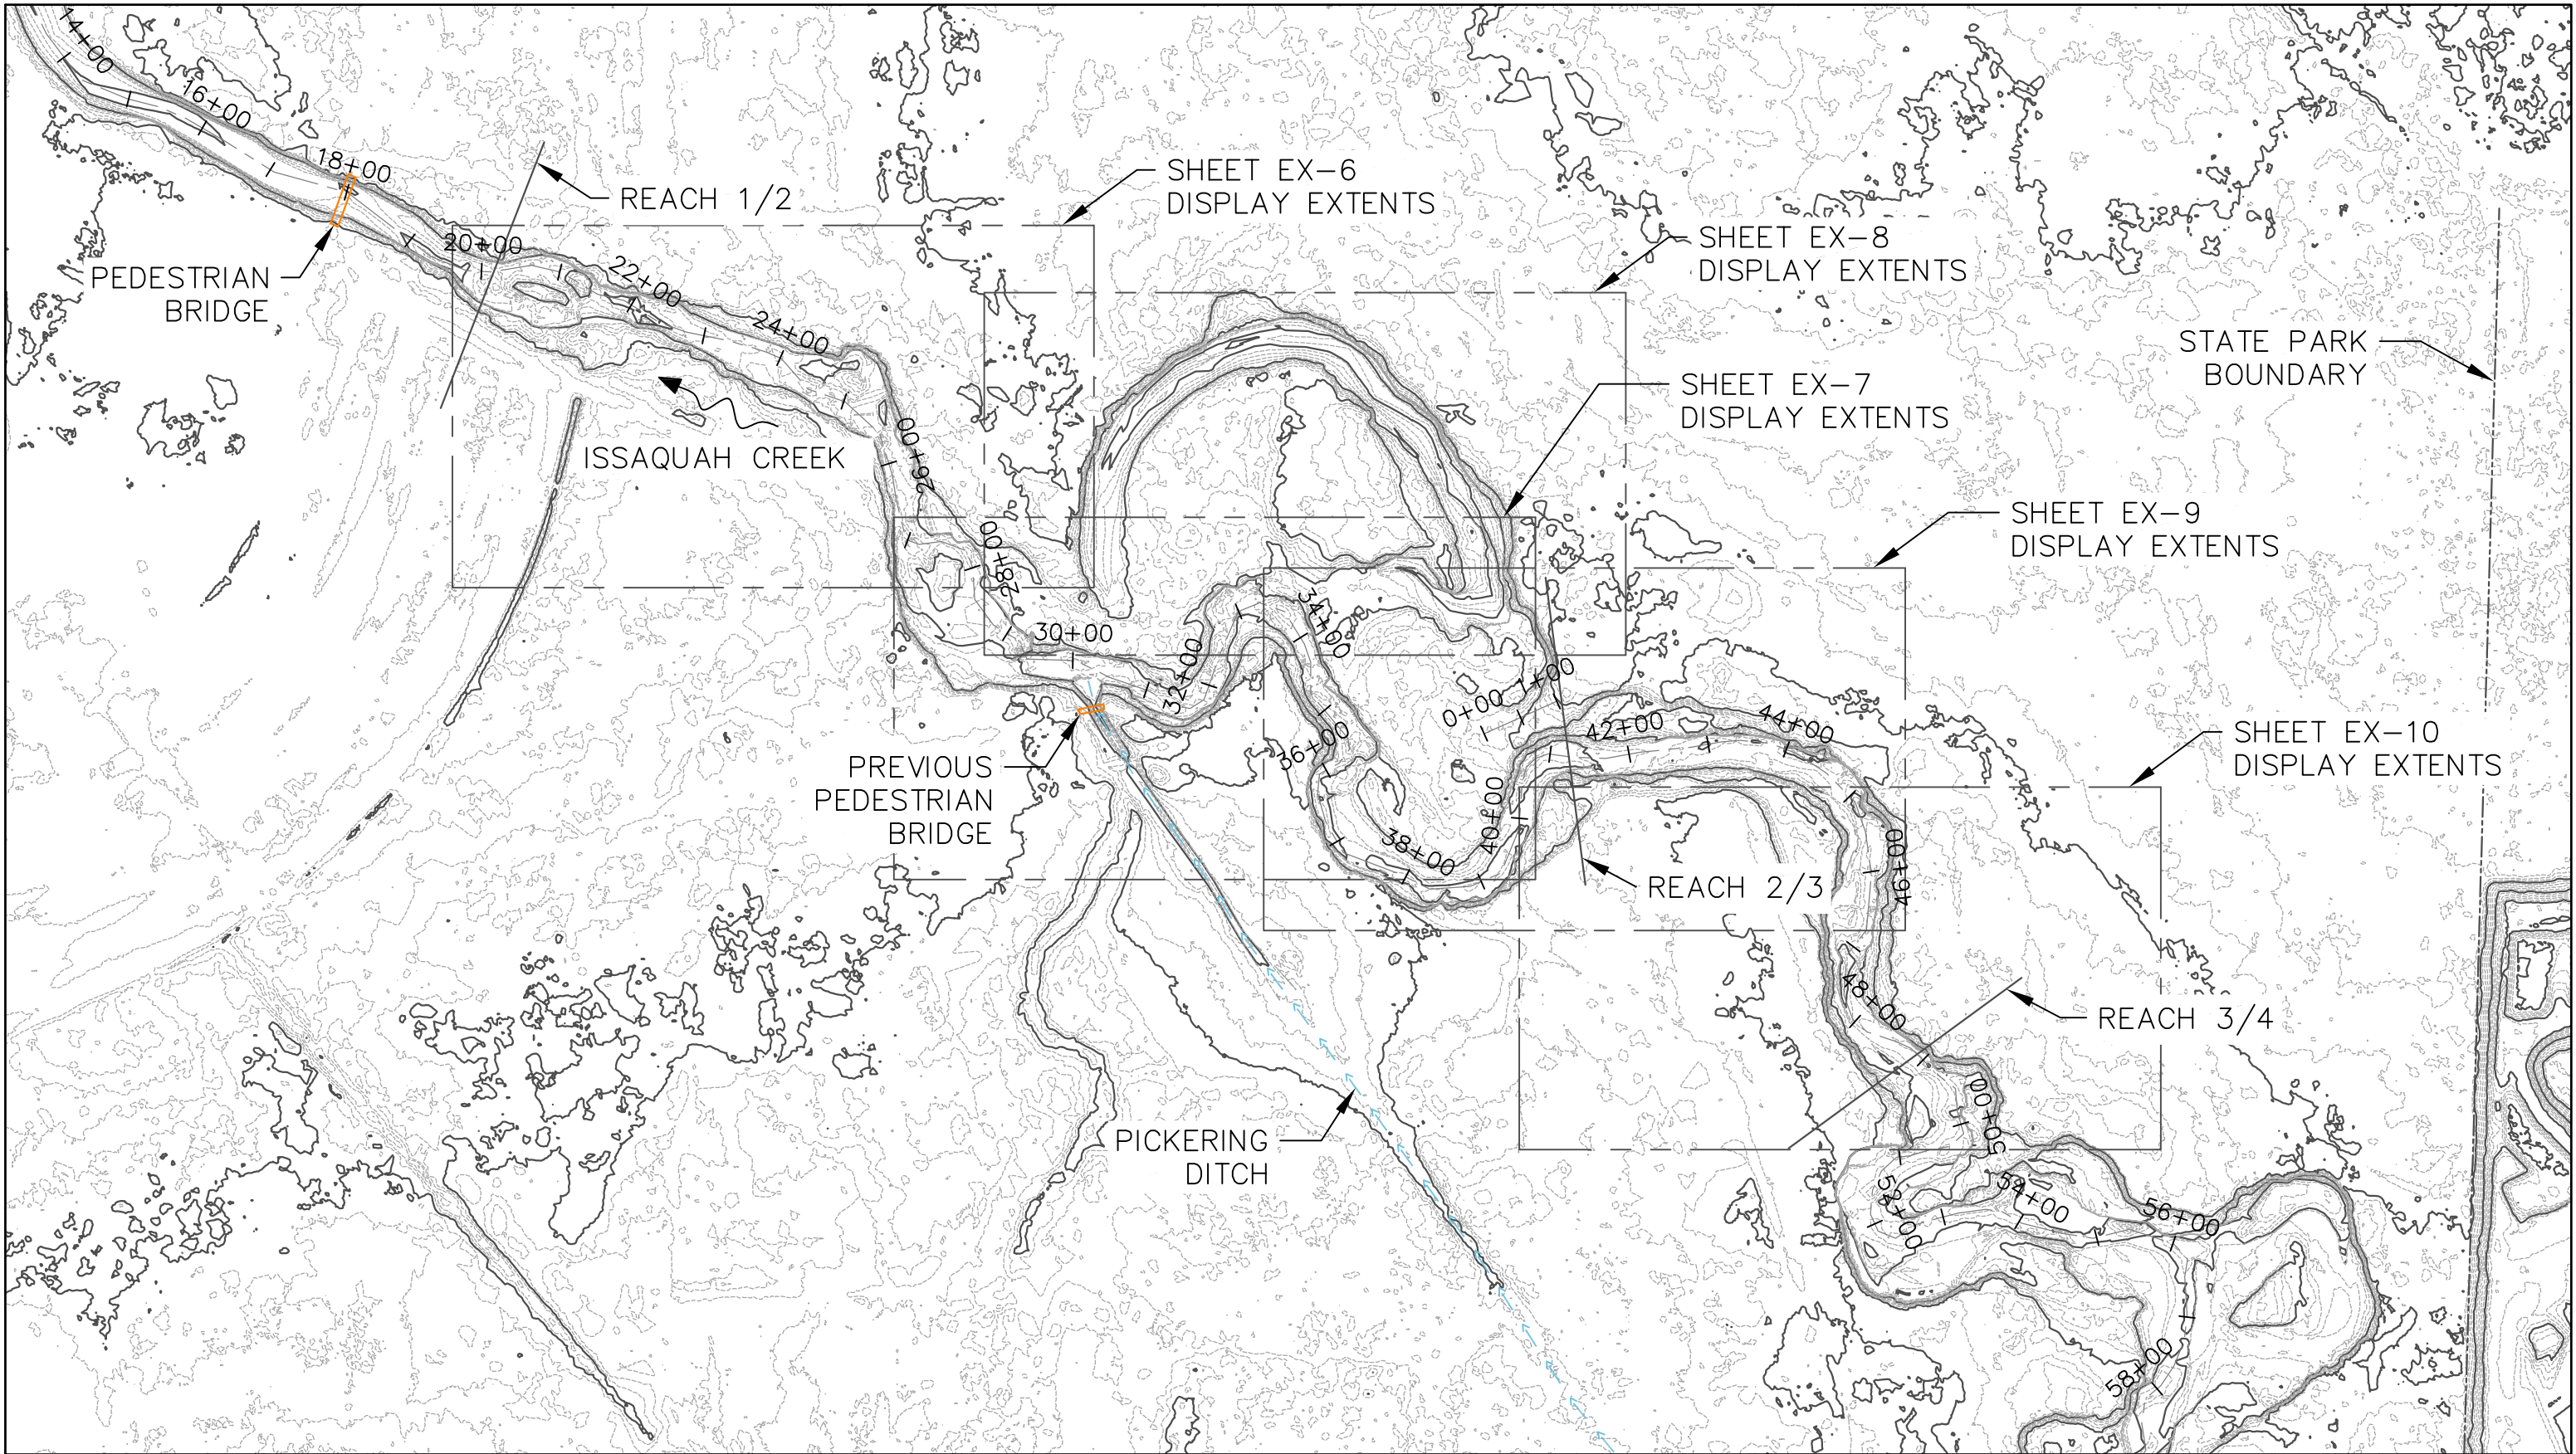 14+00
16+00
18+00
REACH 1/2
SHEET EX-6
DISPLAY EXTENTS
SHEET EX-8
DISPLAY EXTENTS
PEDESTRIAN
BRIDGE
20+00
22+00
24+00
STATE PARK
BOUNDARY
SHEET EX-7
DISPLAY EXTENTS
ISSAQUAH CREEK
26+00
28+00
SHEET EX-9
DISPLAY EXTENTS
30+00
32+00
34+00
0+00
1+00
36+00
42+00
44+00
SHEET EX-10
DISPLAY EXTENTS
PREVIOUS
PEDESTRIAN
BRIDGE
38+00
40+00
46+00
REACH 2/3
48+00
REACH 3/4
50+00
PICKERING
DITCH
52+00
54+00
56+00
58+00